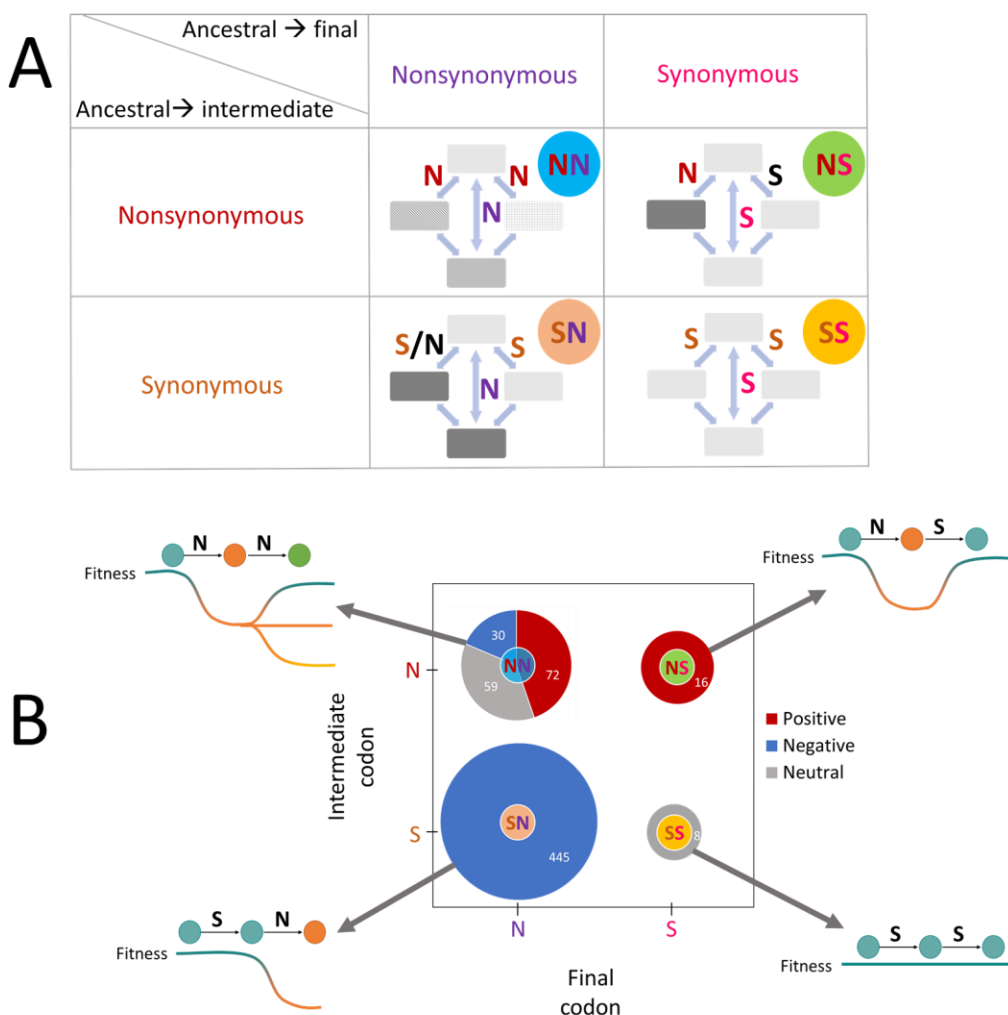 A
Ancestral → final
Ancestral→ intermediate
Nonsynonymous
Synonymous
Nonsynonymous
N
N
NN
N
N
S
NS
S
Synonymous
S/N
S
SN
N
S
S
SS
S
B
N
N
Fitness
N
S
Fitness
Intermediate
codon
N
S
30
72
59
NN
16
NS
445
SN
8
SS
Positive
Negative
Neutral
N
S
Final
codon
S
N
Fitness
S
S
Fitness